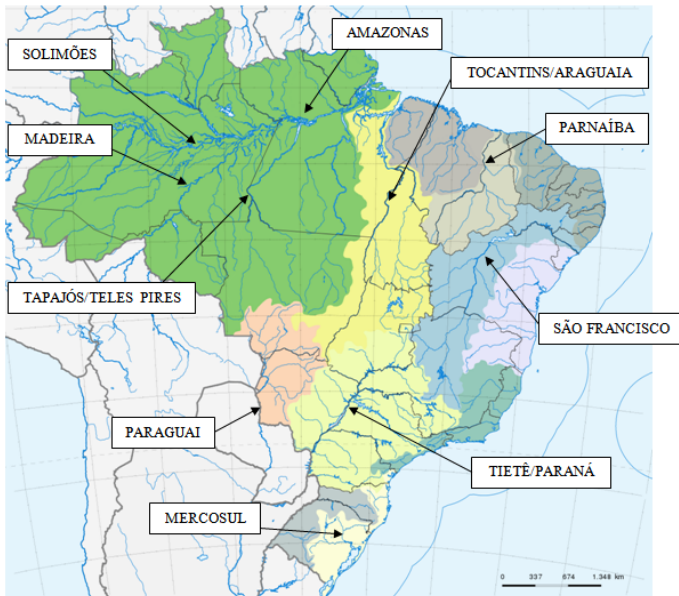 AMAZONAS
SOLIMÕES
TOCANTINS/ARAGUAIA
PARNAÍBA
MADEIRA
TAPAJÓS/TELES PIRES
SÃO FRANCISCO
PARAGUAI
TIETÊ/PARANÁ
MERCOSUL
0 337 674 1.348 km